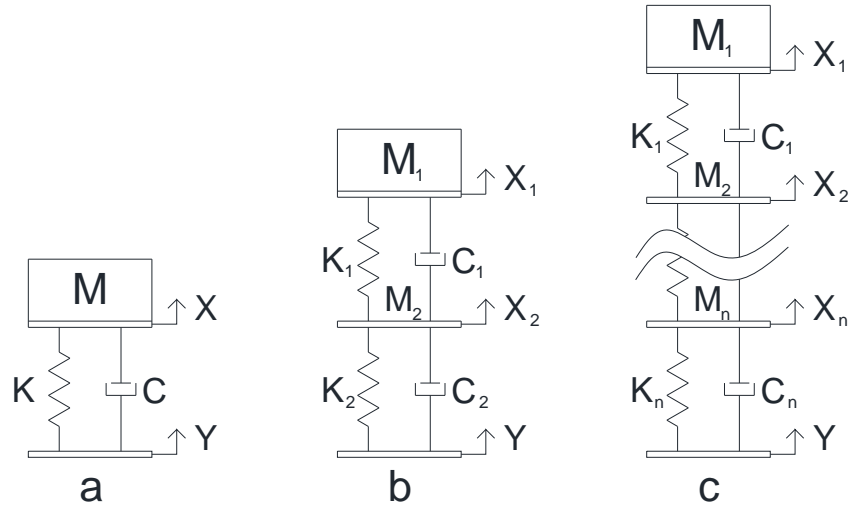 M
X
K
C
Y
a
M₁
X₁
K₁
C₁
M₂
X₂
K₂
C₂
Y
b
M₁
X₁
K₁
C₁
M₂
X₂
Mₙ
Xₙ
Kₙ
Cₙ
Y
c